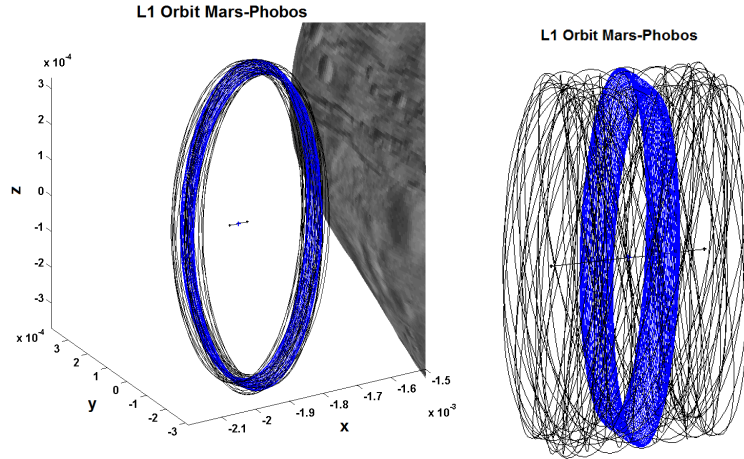 L1 Orbit Mars-Phobos
x 10⁻⁴
3
2
1
0
-1
-2
-3
z
x 10⁻⁴
3
2
1
0
-1
-2
-3
y
-2.1
-2
-1.9
-1.8
-1.7
-1.6
-1.5
x 10⁻³
x
L1 Orbit Mars-Phobos